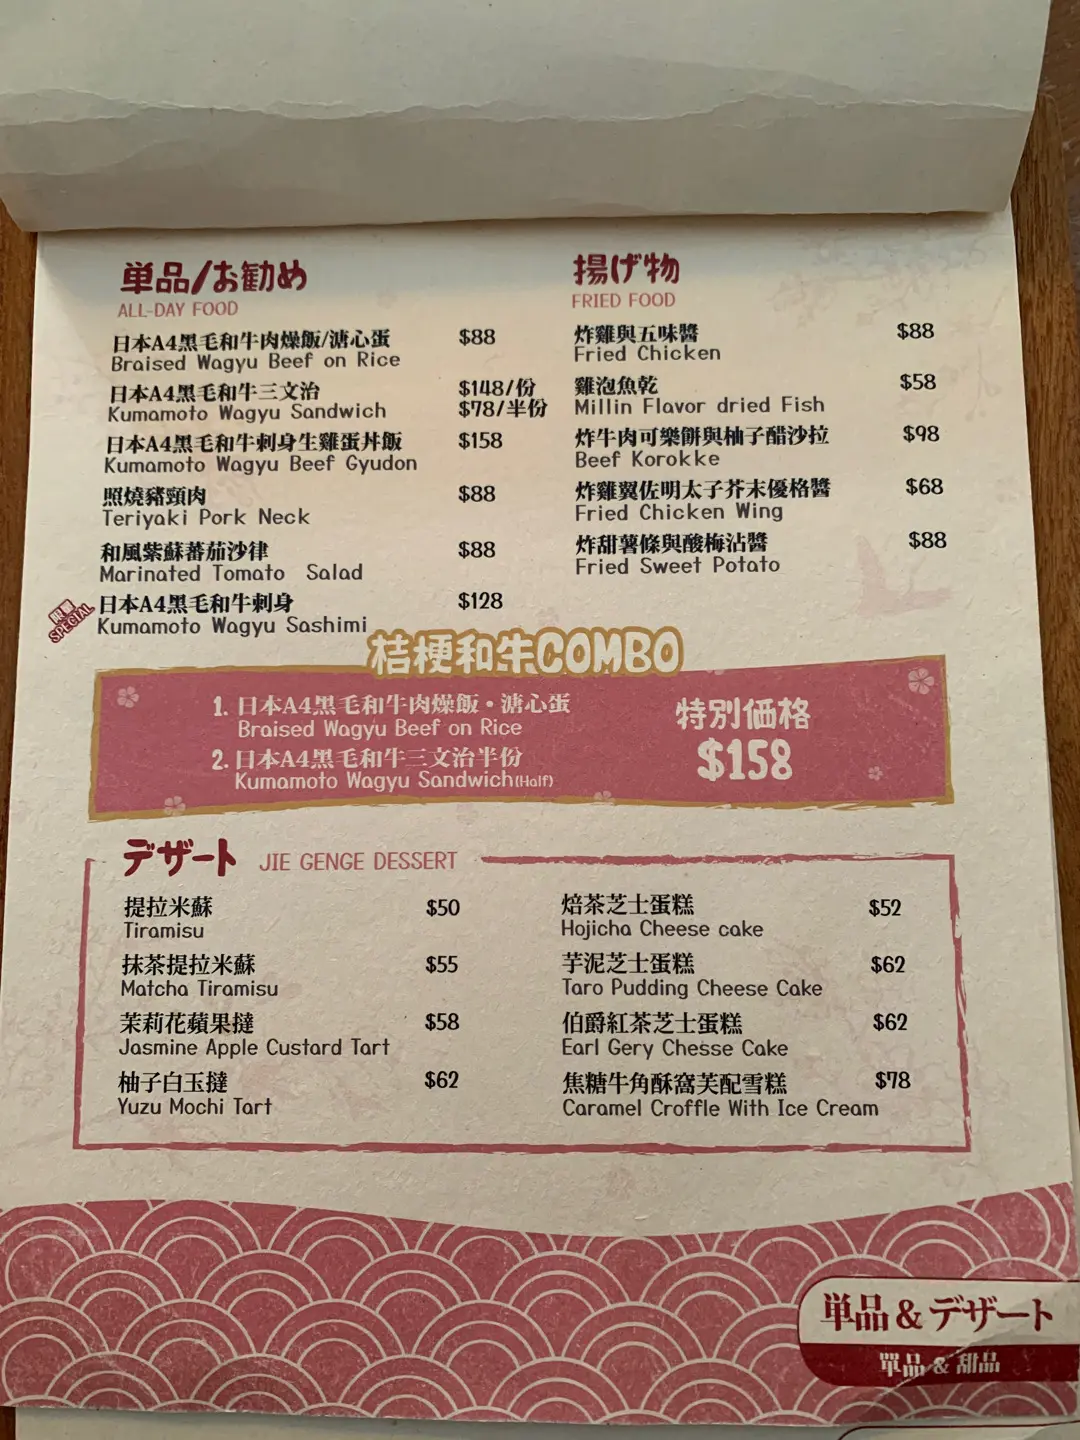 単品/お勧め
ALL-DAY FOOD
日本A4黑毛和牛肉燥飯/溏心蛋 $88
Braised Wagyu Beef on Rice
日本A4黑毛和牛三文治 $148/份
Kumamoto Wagyu Sandwich $78/半份
日本A4黑毛和牛刺身生雞蛋丼飯 $158
Kumamoto Wagyu Beef Gyudon
照燒豬頸肉 $88
Teriyaki Pork Neck
和風紫蘇蕃茄沙律 $88
Marinated Tomato Salad
限量
SPECIAL
日本A4黑毛和牛刺身 $128
Kumamoto Wagyu Sashimi
揚げ物
FRIED FOOD
炸雞與五味醬 $88
Fried Chicken
雞泡魚乾 $58
Millin Flavor dried Fish
炸牛肉可樂餅與柚子醋沙拉 $98
Beef Korokke
炸雞翼佐明太子芥末優格醬 $68
Fried Chicken Wing
炸甜薯條與酸梅沾醬 $88
Fried Sweet Potato
桔梗和牛COMBO
1. 日本A4黑毛和牛肉燥飯・溏心蛋
Braised Wagyu Beef on Rice
2. 日本A4黑毛和牛三文治半份
Kumamoto Wagyu Sandwich(Half)
特別価格
$158
デザート JIE GENGE DESSERT
提拉米蘇 $50
Tiramisu
抹茶提拉米蘇 $55
Matcha Tiramisu
茉莉花蘋果撻 $58
Jasmine Apple Custard Tart
柚子白玉撻 $62
Yuzu Mochi Tart
焙茶芝士蛋糕 $52
Hojicha Cheese cake
芋泥芝士蛋糕 $62
Taro Pudding Cheese Cake
伯爵紅茶芝士蛋糕 $62
Earl Gery Chesse Cake
焦糖牛角酥窩芙配雪糕 $78
Caramel Croffle With Ice Cream
単品 & デザート
單品 & 甜品